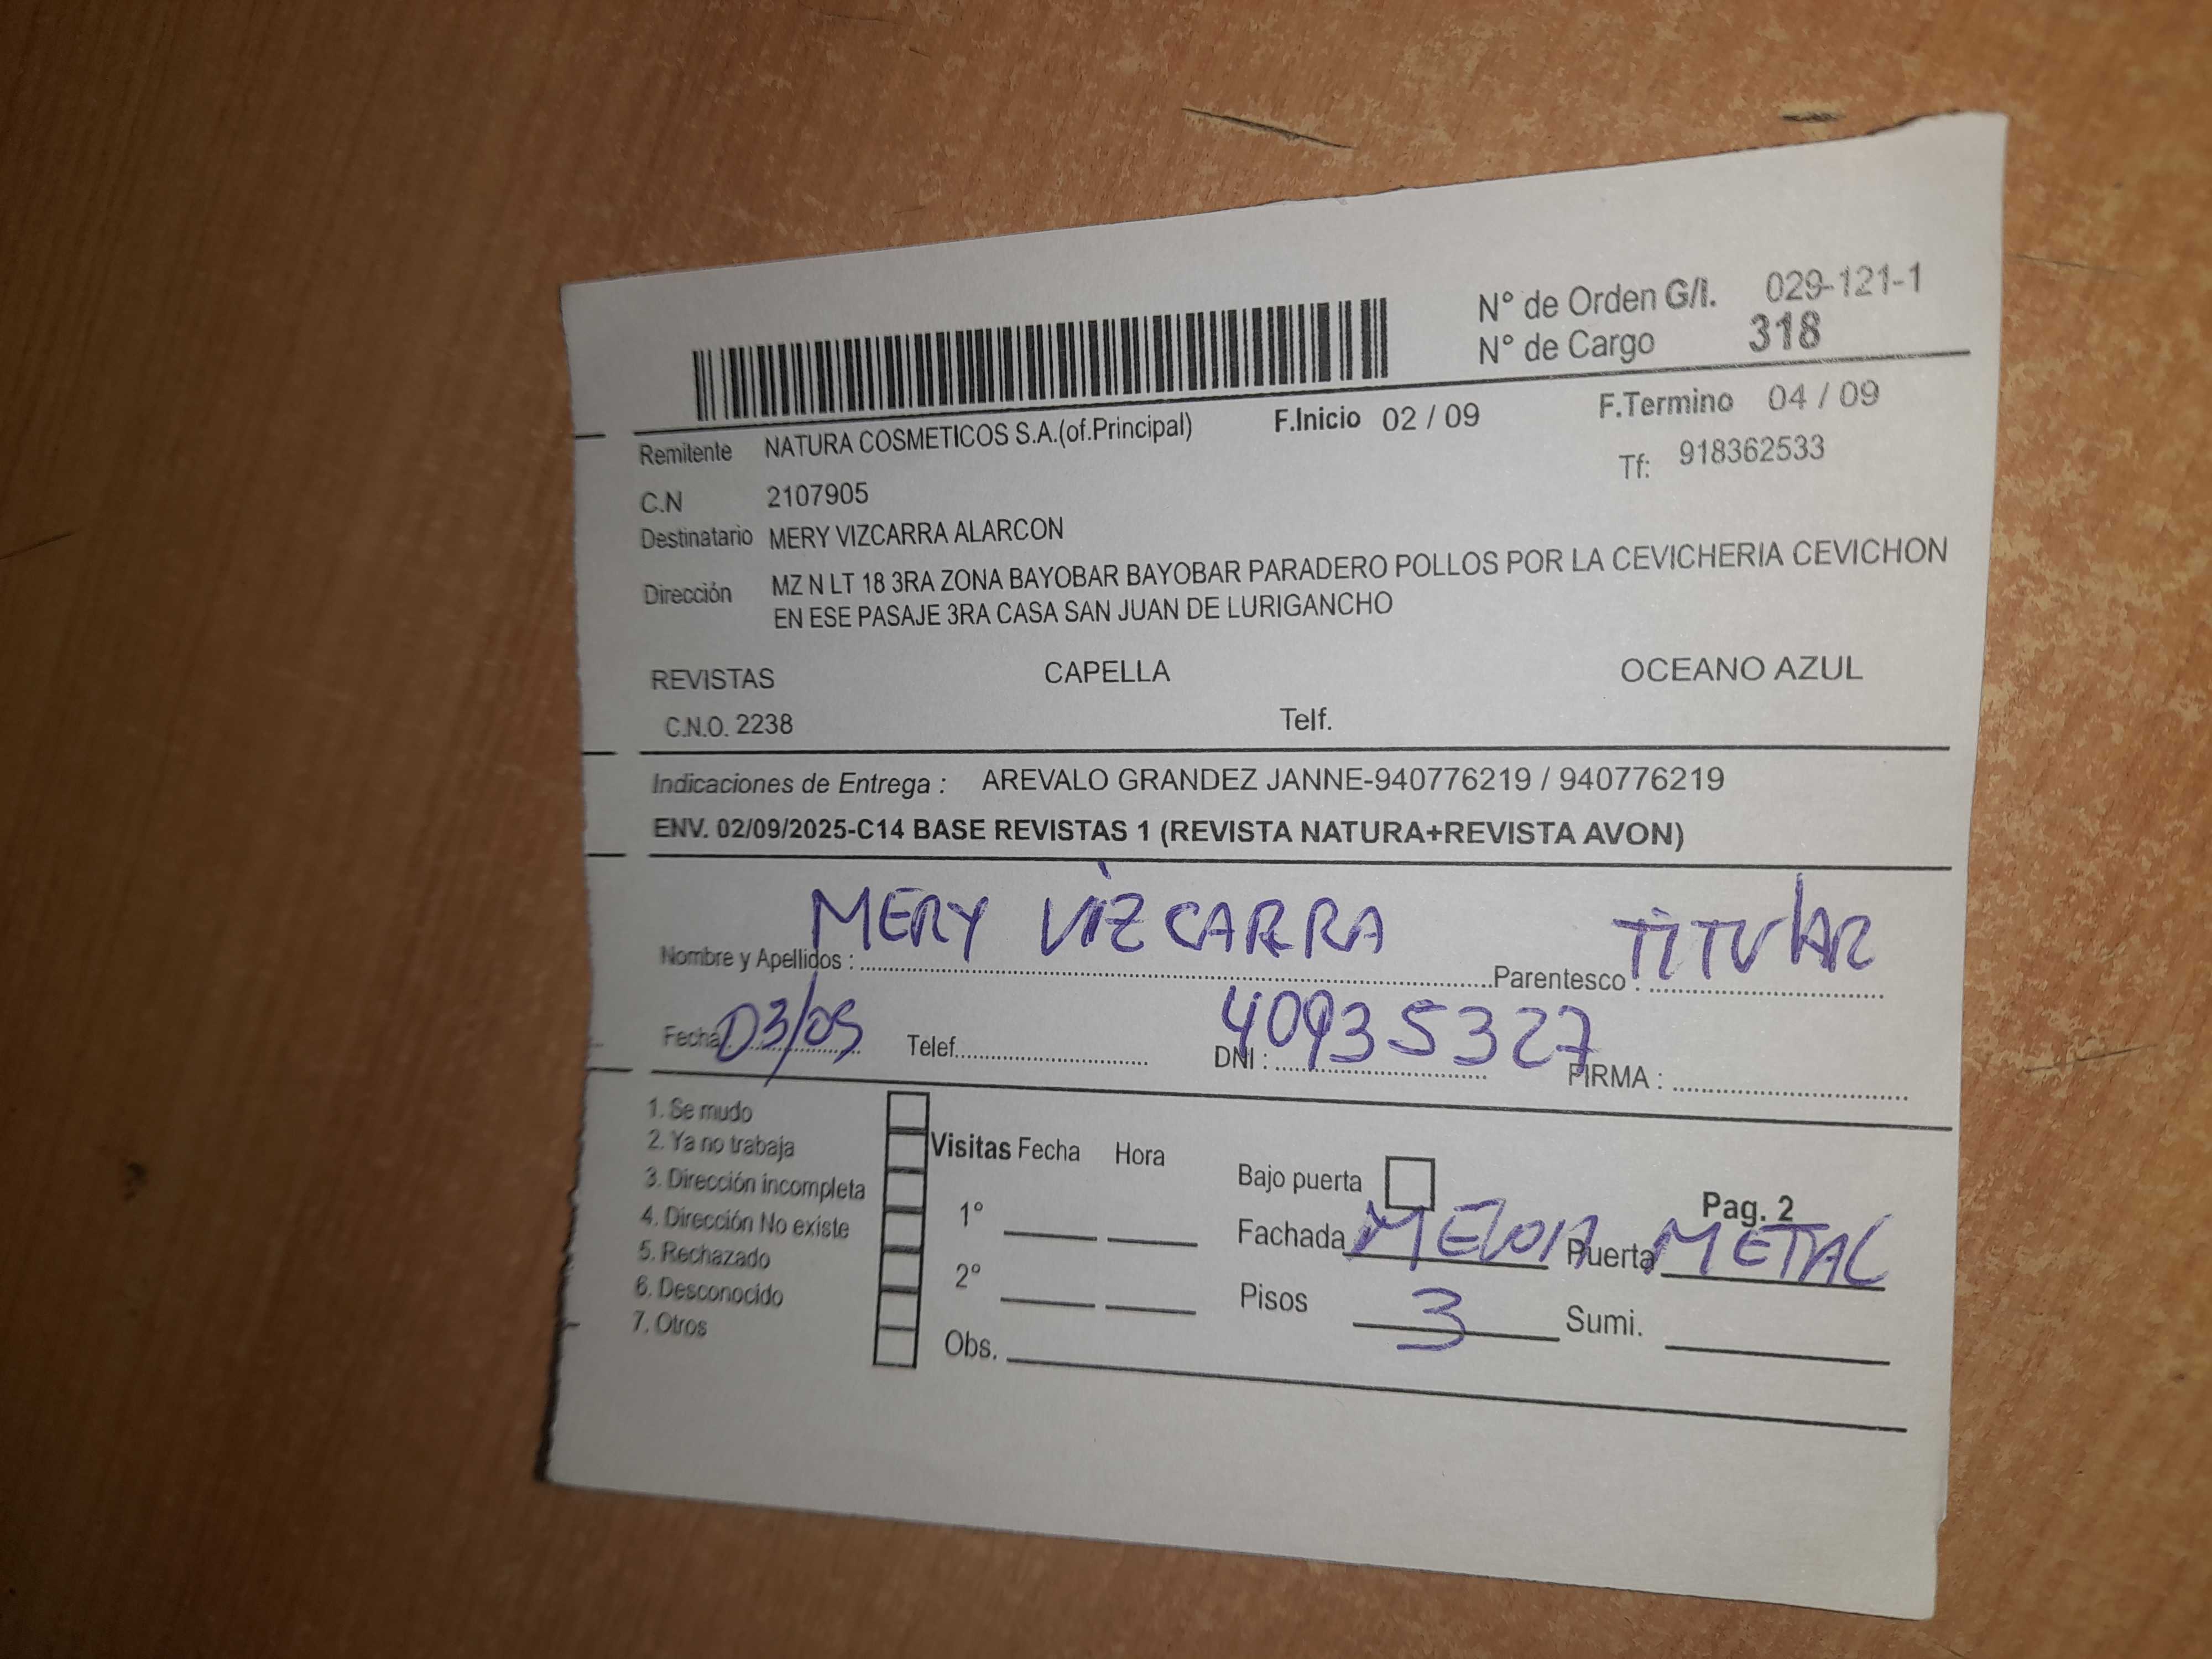 N° de Orden G/I. 029-121-1
N° de Cargo 318
Remitente NATURA COSMETICOS S.A.(of.Principal) F.Inicio 02 / 09 F.Termino 04 / 09
C.N 2107905 Tf: 918362533
Destinatario MERY VIZCARRA ALARCON
Dirección MZ N LT 18 3RA ZONA BAYOBAR BAYOBAR PARADERO POLLOS POR LA CEVICHERIA CEVICHON
EN ESE PASAJE 3RA CASA SAN JUAN DE LURIGANCHO
REVISTAS CAPELLA OCEANO AZUL
C.N.O. 2238 Telf.
Indicaciones de Entrega : AREVALO GRANDEZ JANNE-940776219 / 940776219
ENV. 02/09/2025-C14 BASE REVISTAS 1 (REVISTA NATURA+REVISTA AVON)
Nombre y Apellidos : MERY VIZCARRA Parentesco : TITULAR
Fecha 03/09 Telef. DNI : 40935327 FIRMA :
1. Se mudo
2. Ya no trabaja
3. Dirección incompleta
4. Dirección No existe
5. Rechazado
6. Desconocido
7. Otros
Visitas Fecha Hora
1°
2°
Obs.
Bajo puerta
Pag. 2
Fachada MELON Puerta METAL
Pisos 3 Sumi.